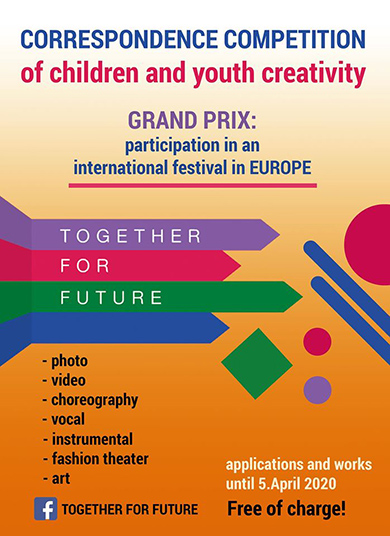 CORRESPONDENCE COMPETITION
of children and youth creativity
GRAND PRIX:
participation in an
international festival in EUROPE
TOGETHER
FOR
FUTURE
- photo
- video
- choreography
- vocal
- instrumental
- fashion theater
- art
f TOGETHER FOR FUTURE
applications and works
until 5.April 2020
Free of charge!